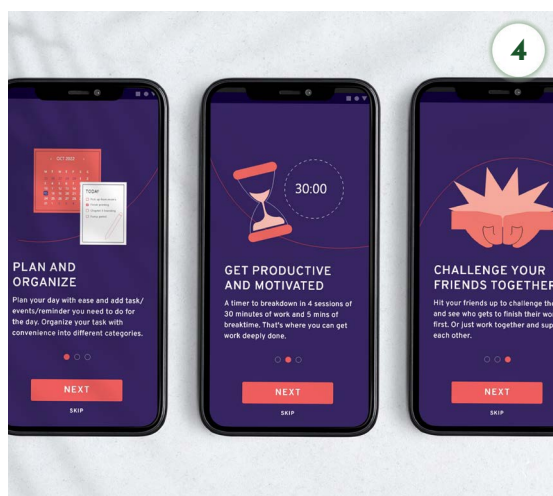 4
OCT 2022
TODAY
PLAN AND
ORGANIZE
Plan your day with ease and add task/
events/reminder you need to do for
the day. Organize your task with
convenience into different categories.
NEXT
SKIP
30:00
GET PRODUCTIVE
AND MOTIVATED
A timer to breakdown in 4 sessions of
30 minutes of work and 5 mins of
breaktime. That's where you can get
work deeply done.
NEXT
SKIP
CHALLENGE YOUR
FRIENDS TOGETHER
Hit your friends up to challenge the
and see who gets to finish their wor
first. Or just work together and sup
each other.
NEXT
SKIP